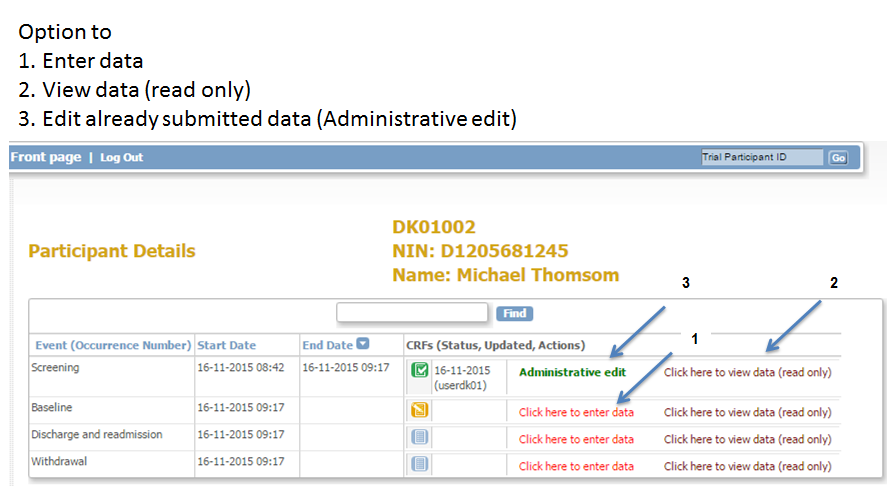 Option to
1. Enter data
2. View data (read only)
3. Edit already submitted data (Administrative edit)
Front page | Log Out Trial Participant ID Go
DK01002
Participant Details NIN: D1205681245
Name: Michael Thomsom
3 2
Find
1
Event (Occurrence Number) Start Date End Date CRFs (Status, Updated, Actions)
Screening 16-11-2015 08:42 16-11-2015 09:17 16-11-2015 Administrative edit Click here to view data (read only)
(userdk01)
Baseline 16-11-2015 09:17 Click here to enter data Click here to view data (read only)
Discharge and readmission 16-11-2015 09:17 Click here to enter data Click here to view data (read only)
Withdrawal 16-11-2015 09:17 Click here to enter data Click here to view data (read only)